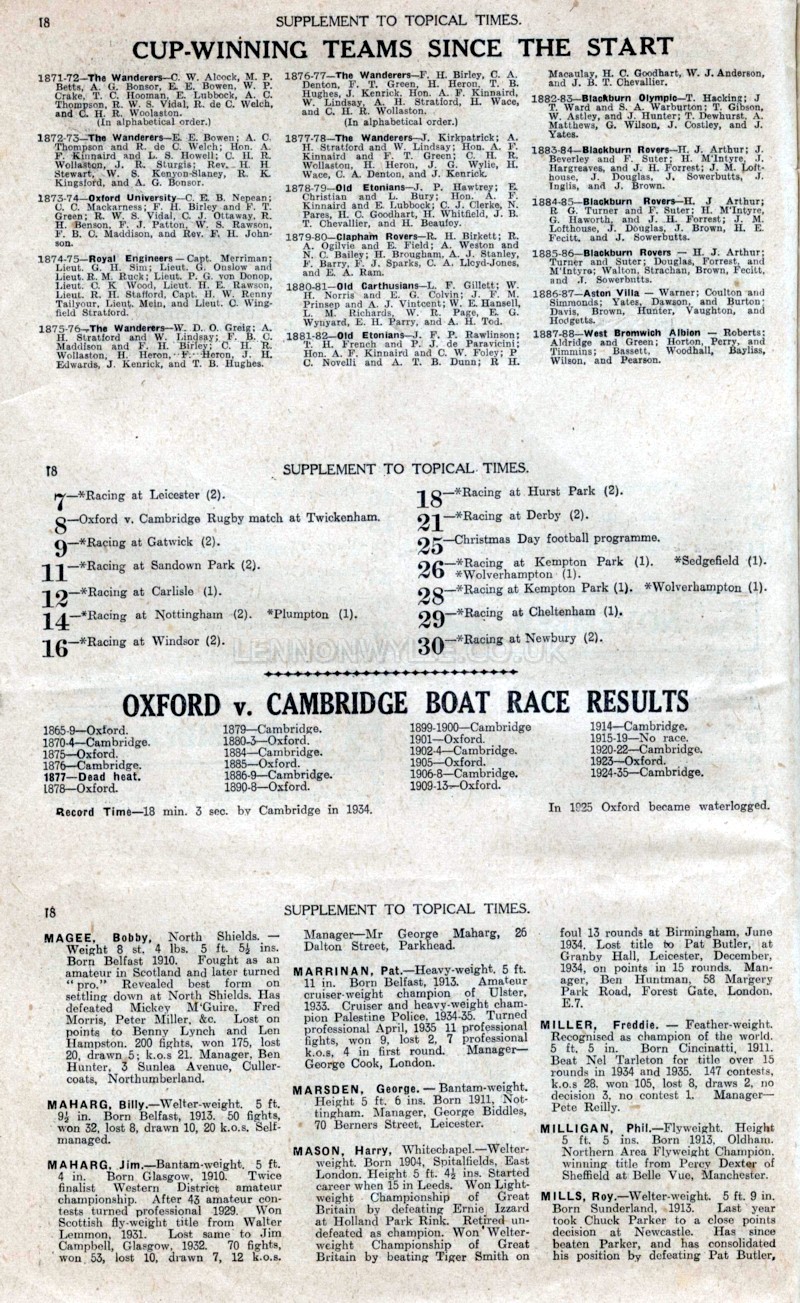 18
SUPPLEMENT TO TOPICAL TIMES.
CUP-WINNING TEAMS SINCE THE START
1871-72—The Wanderers—C. W. Alcock, M. P.
Betts, A. G. Bonsor, E. E. Bowen, W. P.
Crake, T. C. Hooman, E. Lubbock, A. C.
Thompson, R. W. S. Vidal, R. de C. Welch,
and C. H. R. Woolaston.
(In alphabetical order.)
1872-73—The Wanderers—E. E. Bowen; A. C.
Thompson and R. de C. Welch; Hon. A.
F. Kinnaird and L. S. Howell; C. H. R.
Wollaston, J. R. Sturgis; Rev. H. H
Stewart, W. S. Kenyon-Slaney, R. K.
Kingsford, and A. G. Bonsor.
1873-74—Oxford University—C. E. B. Nepean;
C. C. Mackarness; F. H. Birley and F. T.
Green; R. W. S. Vidal, C. J. Ottaway, R.
H. Benson, F. J. Patton, W. S. Rawson,
F. B. C. Maddison, and Rev. F. H. John-
son.
1874-75—Royal Engineers—Capt. Merriman;
Lieut. G. H. Sim; Lieut. G. Onslow and
Lieut. R. M. Ruck; Lieut. P. G. von Donop,
Lieut. C. K Wood, Lieut. H. E. Rawson,
Lieut. R. H. Stafford, Capt. H. W. Renny
Tailyour, Lieut. Mein, and Lieut. C. Wing-
field Stratford.
1875-76—The Wanderers—W. D. O. Greig; A.
H. Stratford and W. Lindsay; F. B. C.
Maddison and F. H. Birley; C. H. R.
Wollaston, H. Heron, F. Heron, J. H.
Edwards, J. Kenrick, and T. B. Hughes.
1876-77—The Wanderers—F. H. Birley, C. A.
Denton, F. T. Green, H. Heron, T. B.
Hughes, J. Kenrick, Hon. A. F. Kinnaird,
W. Lindsay, A. H. Stratford, H. Wace,
and C. H. R. Wollaston.
(In alphabetical order.)
1877-78—The Wanderers—J. Kirkpatrick; A.
H. Stratford and W. Lindsay; Hon. A. F.
Kinnaird and F. T. Green; C. H. R.
Wollaston, H. Heron, J. G. Wylie, H.
Wace, C. A. Denton, and J. Kenrick.
1878-79—Old Etonians—J. P. Hawtrey; E.
Christian and L. Bury; Hon. A. F.
Kinnaird and E. Lubbock; C. J. Clerke, N.
Pares, H. C. Goodhart, H. Whitfield, J. B.
T. Chevallier, and H. Beaufoy.
1879-80—Clapham Rovers—R. H. Birkett; R.
A. Ogilvie and E. Field; A. Weston and
N. C. Bailey; H. Brougham, A. J. Stanley,
F. Barry, F. J. Sparks, C. A. Lloyd-Jones,
and E. A. Ram.
1880-81—Old Carthusians—L. F. Gillett; W.
H. Norris and E. G. Colvin; J. F. M.
Prinsep and A. J. Vintcent; W. E. Hansell,
L. M. Richards, W. R. Page, E. G.
Wynyard, E. H. Parry, and A. H. Tod.
1881-82—Old Etonians—J. F. P. Rawlinson;
T. H. French and P. J. de Paravicini;
Hon. A. F. Kinnaird and C. W. Foley; P
C. Novelli and A. T. B. Dunn; R H.
Macaulay, H. C. Goodhart, W. J. Anderson,
and J. B. T. Chevallier.
1882-83—Blackburn Olympic—T. Hacking; J
T. Ward and S. A. Warburton; T. Gibson,
W. Astley, and J. Hunter; T. Dewhurst, A.
Matthews, G. Wilson, J. Costley, and J.
Yates.
1883-84—Blackburn Rovers—H. J. Arthur; J.
Beverley and F. Suter; H. M'Intyre, J.
Hargreaves, and J. H. Forrest; J. M. Loft-
house, J. Douglas, J. Sowerbutts, J.
Inglis, and J. Brown.
1884-85—Blackburn Rovers—H. J Arthur;
R. G. Turner and F. Suter; H. M'Intyre,
G. Haworth, and J. H. Forrest; J. M.
Lofthouse, J. Douglas, J. Brown, H. E.
Fecitt, and J. Sowerbutts.
1885-86—Blackburn Rovers — H. J. Arthur;
Turner and Suter; Douglas, Forrest, and
M'Intyre; Walton, Strachan, Brown, Fecitt,
and J. Sowerbutts.
1886-87—Aston Villa — Warner; Coulton and
Simmonds; Yates, Dawson, and Burton;
Davis, Brown, Hunter, Vaughton, and
Hodgetts.
1887-88—West Bromwich Albion — Roberts;
Aldridge and Green; Horton, Perry, and
Timmins; Bassett, Woodhall, Bayliss,
Wilson, and Pearson.
18
SUPPLEMENT TO TOPICAL TIMES.
7—*Racing at Leicester (2).
8—Oxford v. Cambridge Rugby match at Twickenham.
9—*Racing at Gatwick (2).
11—*Racing at Sandown Park (2).
12—*Racing at Carlisle (1).
14—*Racing at Nottingham (2). *Plumpton (1).
16—*Racing at Windsor (2).
18—*Racing at Hurst Park (2).
21—*Racing at Derby (2).
25—Christmas Day football programme.
26—*Racing at Kempton Park (1). *Sedgefield (1).
*Wolverhampton (1).
28—*Racing at Kempton Park (1). *Wolverhampton (1).
29—*Racing at Cheltenham (1).
30—*Racing at Newbury (2).
LENNONWYLIE.CO.UK
OXFORD v. CAMBRIDGE BOAT RACE RESULTS
1865-9—Oxford.
1870-4—Cambridge.
1875—Oxford.
1876—Cambridge.
1877—Dead heat.
1878—Oxford.
1879—Cambridge.
1880-3—Oxford.
1884—Cambridge.
1885—Oxford.
1886-9—Cambridge.
1890-8—Oxford.
1899-1900—Cambridge
1901—Oxford.
1902-4—Cambridge.
1905—Oxford.
1906-8—Cambridge.
1909-13—Oxford.
1914—Cambridge.
1915-19—No race.
1920-22—Cambridge.
1923—Oxford.
1924-35—Cambridge.
Record Time—18 min. 3 sec. by Cambridge in 1934.
In 1925 Oxford became waterlogged.
18
SUPPLEMENT TO TOPICAL TIMES.
MAGEE, Bobby, North Shields. —
Weight 8 st. 4 lbs. 5 ft. 5½ ins.
Born Belfast 1910. Fought as an
amateur in Scotland and later turned
"pro." Revealed best form on
settling down at North Shields. Has
defeated Mickey M'Guire, Fred
Morris, Peter Miller, &c. Lost on
points to Benny Lynch and Len
Hampston. 200 fights, won 175, lost
20, drawn 5; k.o.s 21. Manager, Ben
Hunter, 3 Sunlea Avenue, Culler-
coats, Northumberland.
MAHARG, Billy.—Welter-weight. 5 ft.
9½ in. Born Belfast, 1913. 50 fights,
won 32, lost 8, drawn 10, 20 k.o.s. Self-
managed.
MAHARG, Jim.—Bantam-weight. 5 ft.
4 in. Born Glasgow, 1910. Twice
finalist Western District amateur
championship. After 43 amateur con-
tests turned professional 1929. Won
Scottish fly-weight title from Walter
Lemmon, 1931. Lost same to Jim
Campbell, Glasgow, 1932. 70 fights,
won 53, lost 10, drawn 7, 12 k.o.s.
Manager—Mr George Maharg, 26
Dalton Street, Parkhead.
MARRINAN, Pat.—Heavy-weight. 5 ft.
11 in. Born Belfast, 1913. Amateur
cruiser-weight champion of Ulster,
1933. Cruiser and heavy-weight cham-
pion Palestine Police, 1934-35. Turned
professional April, 1935 11 professional
fights, won 9, lost 2, 7 professional
k.o.s, 4 in first round. Manager—
George Cook, London.
MARSDEN, George. — Bantam-weight.
Height 5 ft. 6 ins. Born 1911, Not-
tingham. Manager, George Biddles,
70 Berners Street, Leicester.
MASON, Harry, Whitechapel.—Welter-
weight. Born 1904, Spitalfields, East
London. Height 5 ft. 4½ ins. Started
career when 15 in Leeds. Won Light-
weight Championship of Great
Britain by defeating Ernie Izzard
at Holland Park Rink. Retired un-
defeated as champion. Won Welter-
weight Championship of Great
Britain by beating Tiger Smith on
foul 13 rounds at Birmingham, June
1934. Lost title to Pat Butler, at
Granby Hall, Leicester, December,
1934, on points in 15 rounds. Man-
ager, Ben Huntman, 58 Margery
Park Road, Forest Gate, London,
E.7.
MILLER, Freddie. — Feather-weight.
Recognised as champion of the world.
5 ft. 5 in. Born Cincinatti, 1911.
Beat Nel Tarleton for title over 15
rounds in 1934 and 1935. 147 contests,
k.o.s 28, won 105, lost 8, draws 2, no
decision 3, no contest 1. Manager—
Pete Reilly.
MILLIGAN, Phil.—Flyweight. Height
5 ft. 5 ins. Born 1913, Oldham.
Northern Area Flyweight Champion,
winning title from Percy Dexter of
Sheffield at Belle Vue, Manchester.
MILLS, Roy.—Welter-weight. 5 ft. 9 in.
Born Sunderland, 1913. Last year
took Chuck Parker to a close points
decision at Newcastle. Has since
beaten Parker, and has consolidated
his position by defeating Pat Butler,